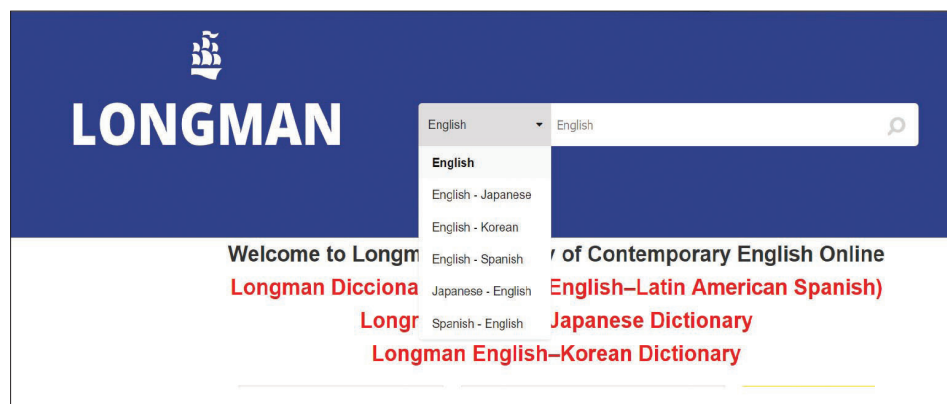 LONGMAN
English
English
English
English - Japanese
English - Korean
English - Spanish
Japanese - English
Spanish - English
Welcome to Longm y of Contemporary English Online
Longman Dicciona English–Latin American Spanish)
Longr Japanese Dictionary
Longman English–Korean Dictionary